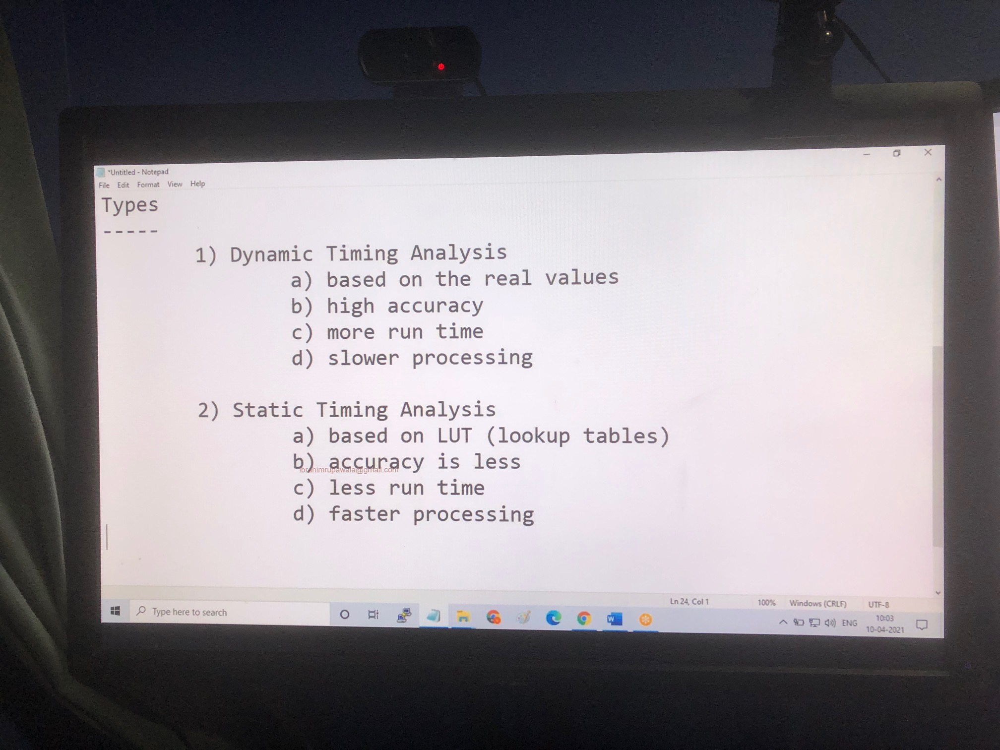 *Untitled - Notepad
File Edit Format View Help
Types
-----
1) Dynamic Timing Analysis
a) based on the real values
b) high accuracy
c) more run time
d) slower processing
2) Static Timing Analysis
a) based on LUT (lookup tables)
b) accuracy is less
ibrahimrupawala@gmail.com
c) less run time
d) faster processing
Ln 24, Col 1 100% Windows (CRLF) UTF-8
Type here to search
W
ENG
10:03
10-04-2021